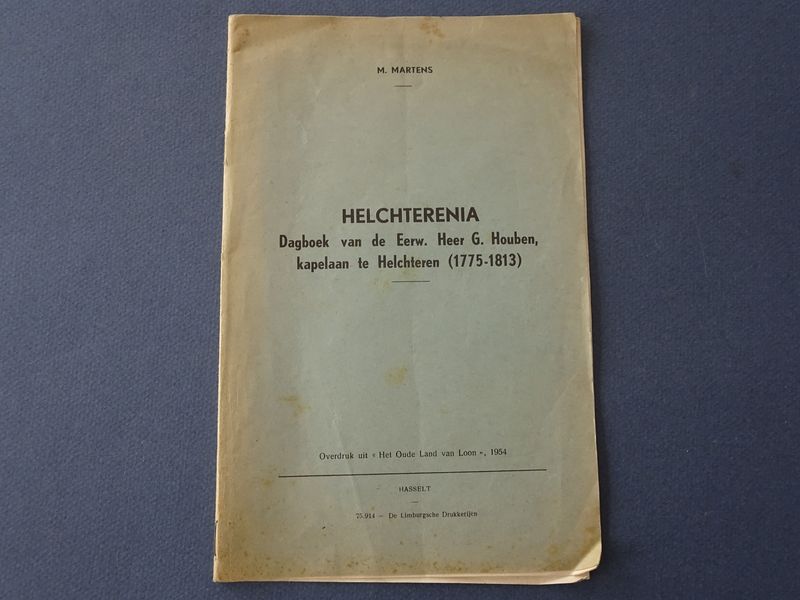 M. MARTENS
HELCHTERENIA
Dagboek van de Eerw. Heer G. Houben,
kapelaan te Helchteren (1775-1813)
Overdruk uit « Het Oude Land van Loon », 1954
HASSELT
75.914 — De Limburgsche Drukkerijen